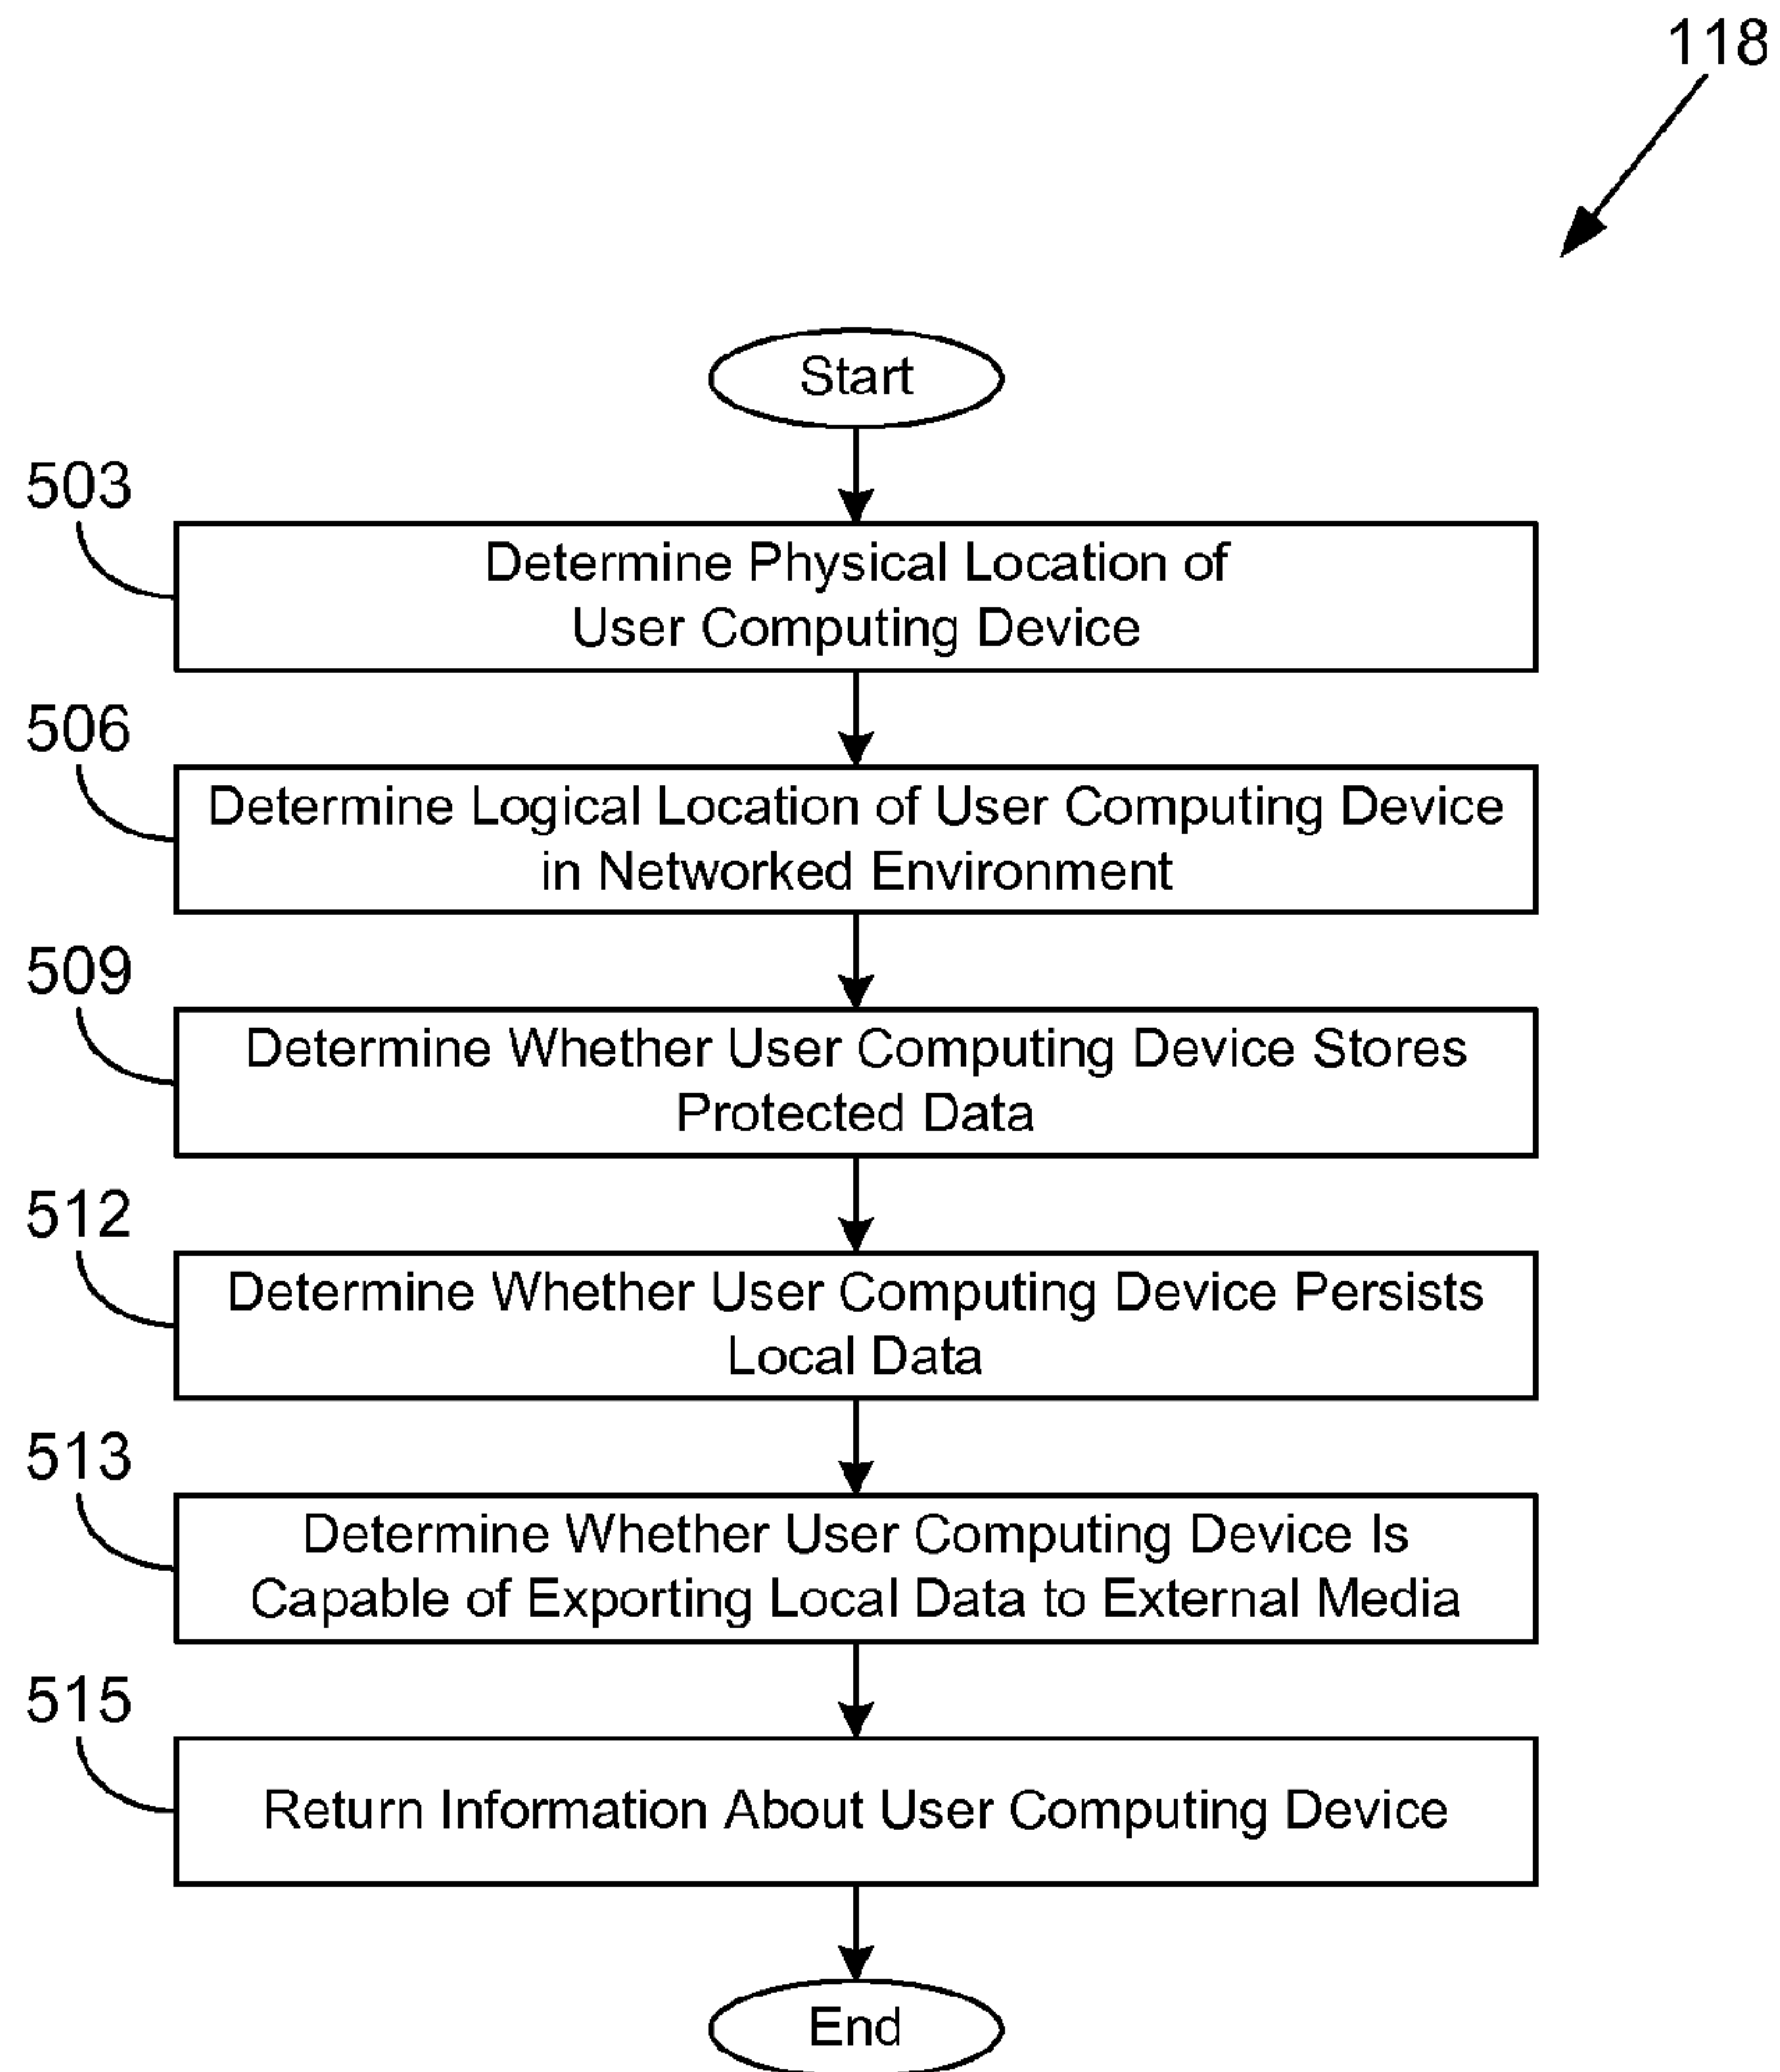 118
Start
503
Determine Physical Location of
User Computing Device
506
Determine Logical Location of User Computing Device
in Networked Environment
509
Determine Whether User Computing Device Stores
Protected Data
512
Determine Whether User Computing Device Persists
Local Data
513
Determine Whether User Computing Device Is
Capable of Exporting Local Data to External Media
515
Return Information About User Computing Device
End